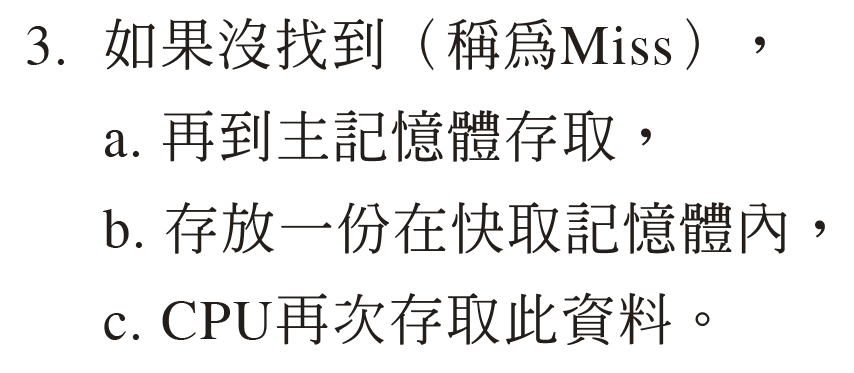 3. 如果沒找到（稱爲Miss），
a. 再到主記憶體存取，
b. 存放一份在快取記憶體內，
c. CPU再次存取此資料。